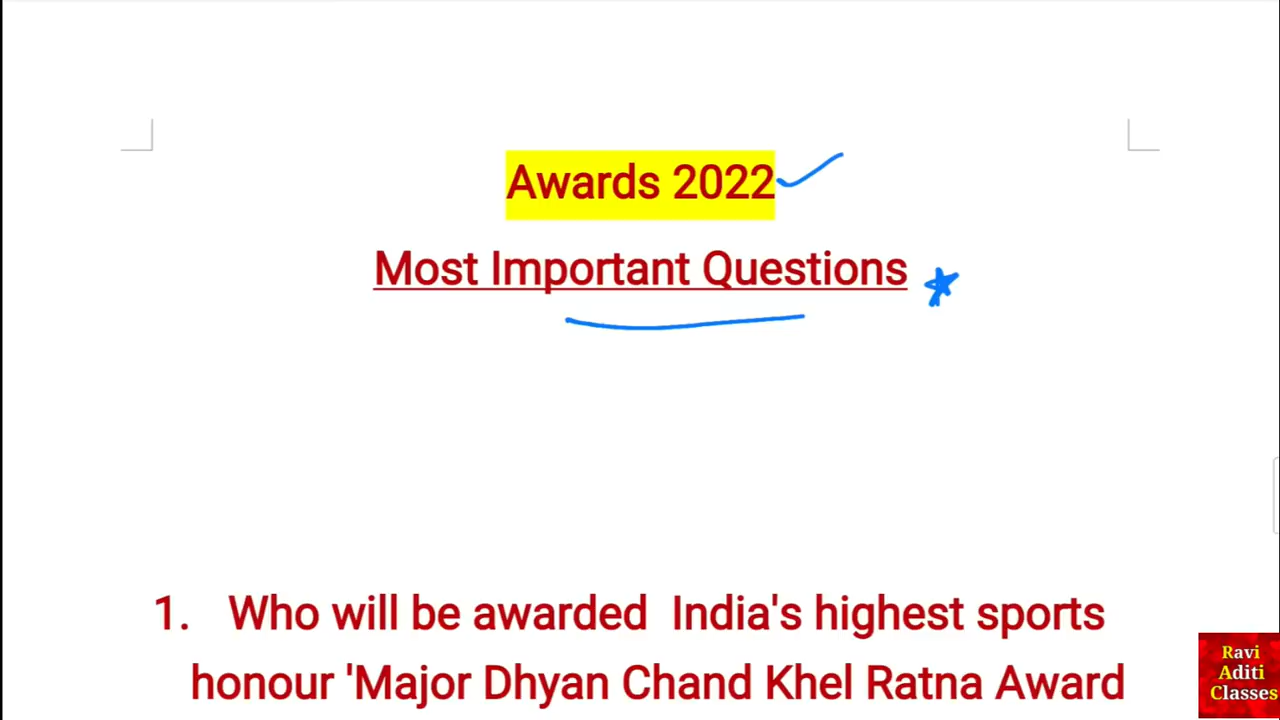 Awards 2022
Most Important Questions
1. Who will be awarded India's highest sports
honour 'Major Dhyan Chand Khel Ratna Award
Ravi
Aditi
Classes